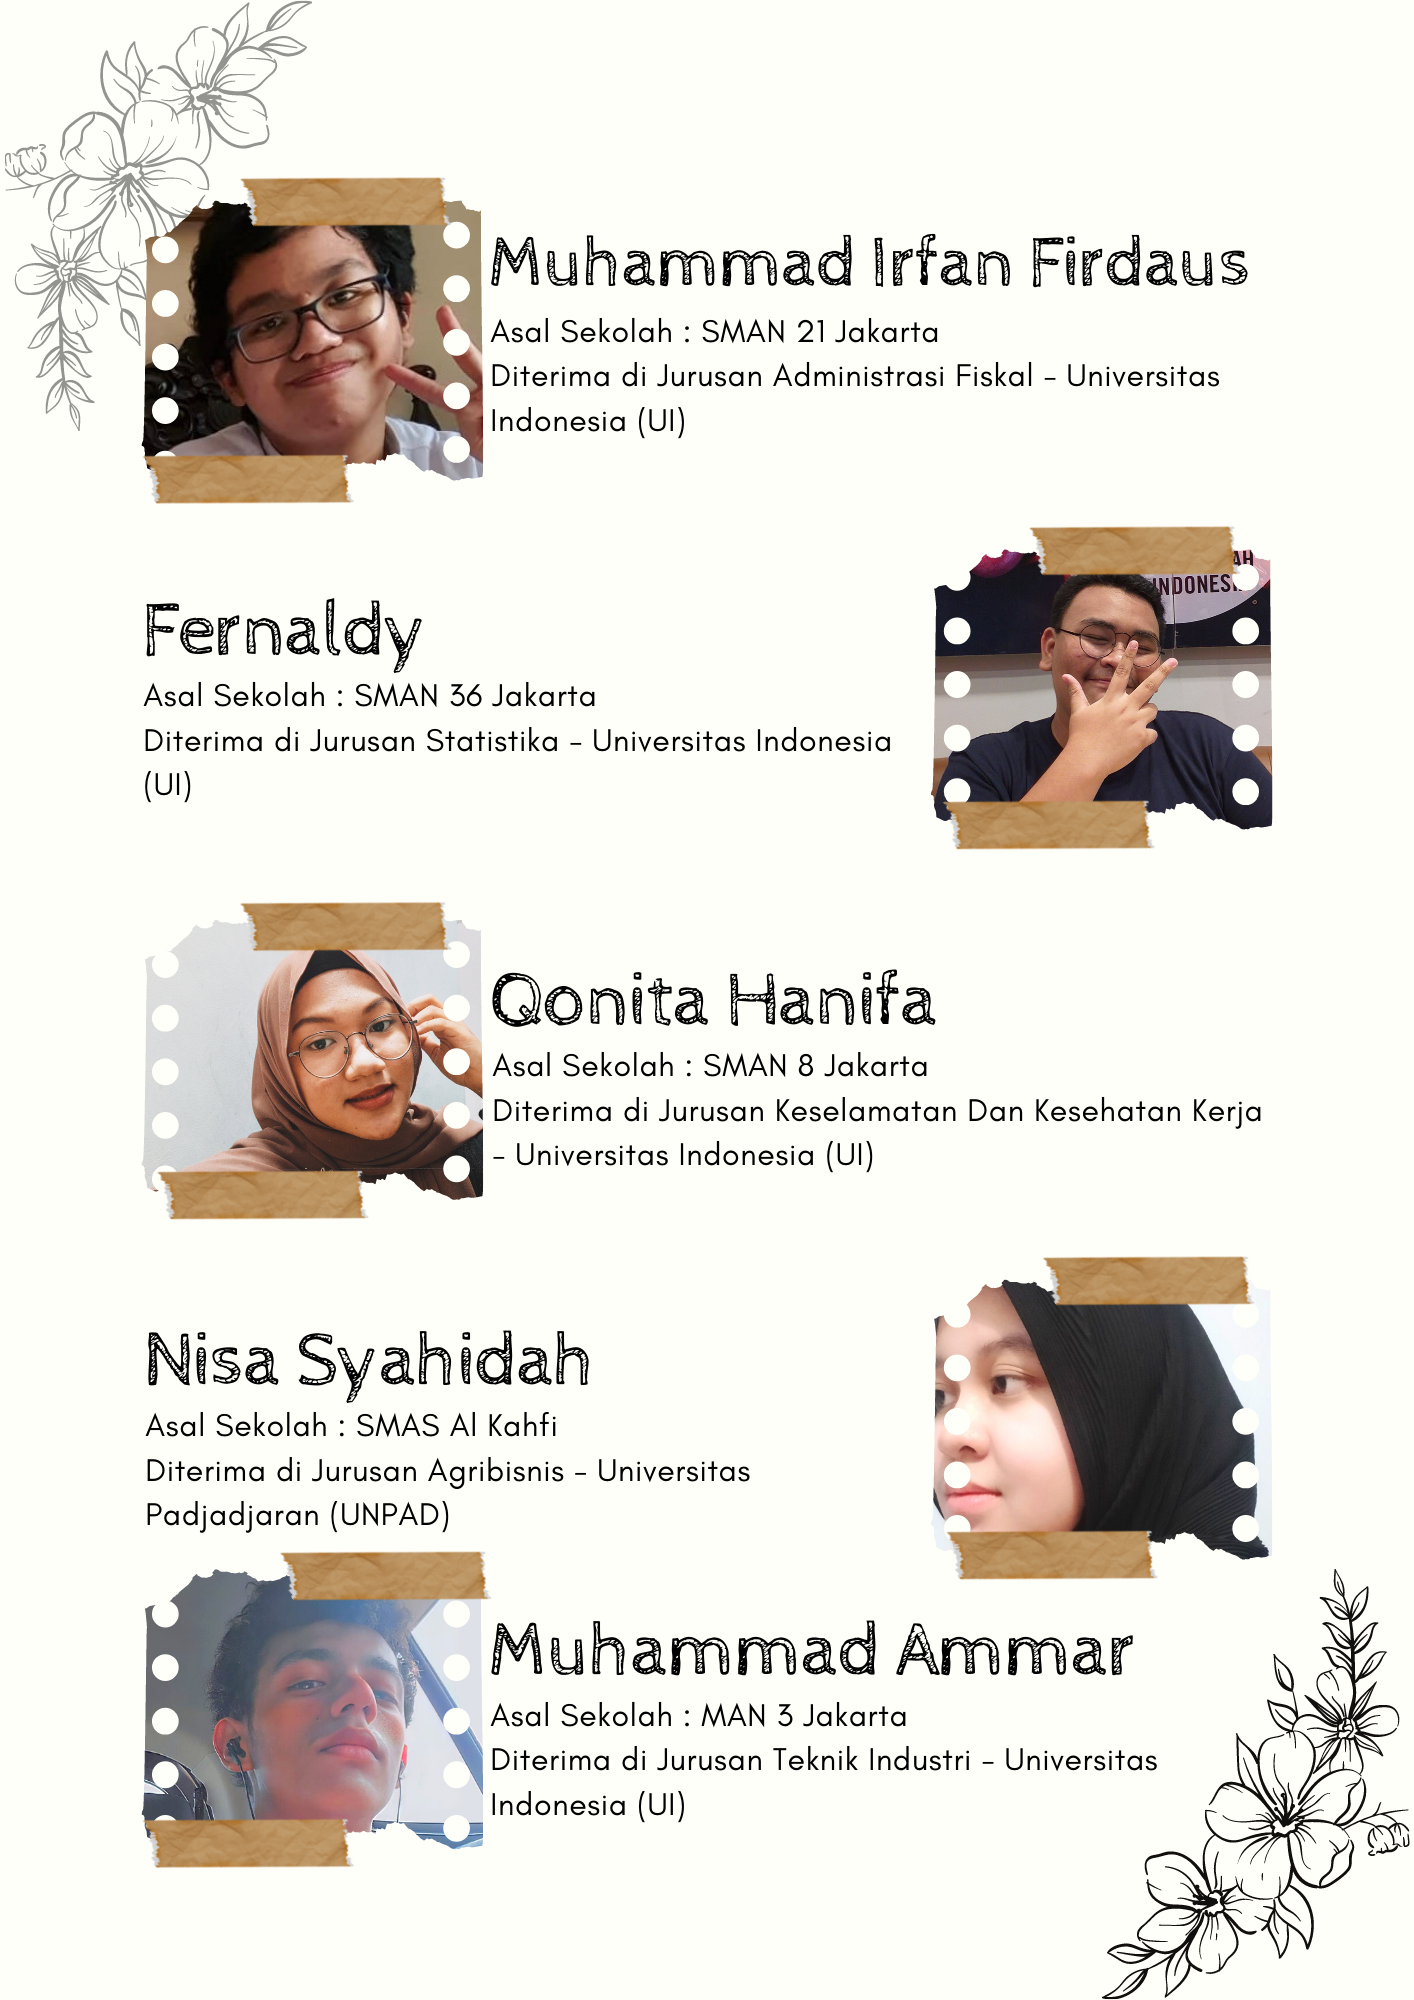 Muhammad Irfan Firdaus
Asal Sekolah : SMAN 21 Jakarta
Diterima di Jurusan Administrasi Fiskal - Universitas
Indonesia (UI)
AH
INDONESI
Fernaldy
Asal Sekolah : SMAN 36 Jakarta
Diterima di Jurusan Statistika - Universitas Indonesia
(UI)
Qonita Hanifa
Asal Sekolah : SMAN 8 Jakarta
Diterima di Jurusan Keselamatan Dan Kesehatan Kerja
- Universitas Indonesia (UI)
Nisa Syahidah
Asal Sekolah : SMAS Al Kahfi
Diterima di Jurusan Agribisnis - Universitas
Padjadjaran (UNPAD)
Muhammad Ammar
Asal Sekolah : MAN 3 Jakarta
Diterima di Jurusan Teknik Industri - Universitas
Indonesia (UI)